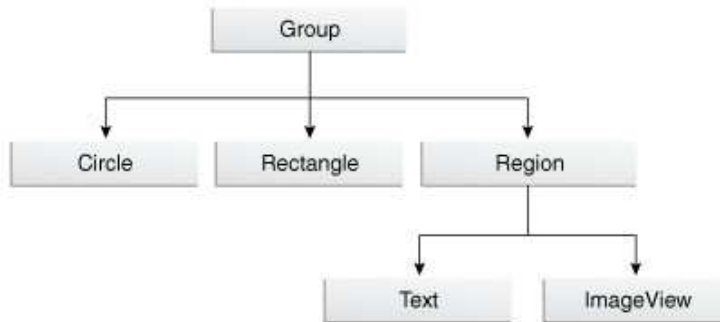 Group
Circle
Rectangle
Region
Text
ImageView